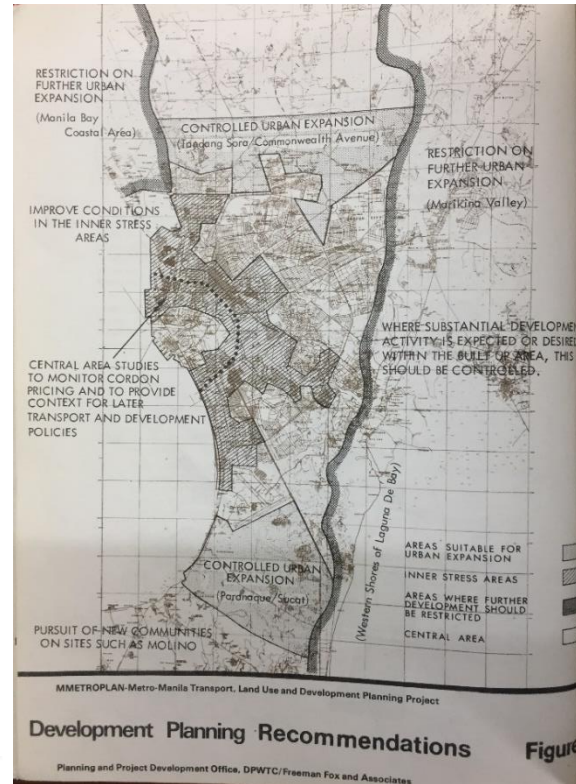 RESTRICTION ON
FURTHER URBAN
EXPANSION
(Manila Bay
Coastal Area)
CONTROLLED URBAN EXPANSION
(Tandang Sora/Commonwealth Avenue)
RESTRICTION ON
FURTHER URBAN
EXPANSION
(Marikina Valley)
IMPROVE CONDITIONS
IN THE INNER STRESS
AREAS
WHERE SUBSTANTIAL DEVELOPME
ACTIVITY IS EXPECTED OR DESIRE
WITHIN THE BUILT UP AREA, THIS
SHOULD BE CONTROLLED.
CENTRAL AREA STUDIES
TO MONITOR CORDON
PRICING AND TO PROVIDE
CONTEXT FOR LATER
TRANSPORT AND DEVELOPMENT
POLICIES
(Western Shores of Laguna De Bay)
CONTROLLED URBAN
EXPANSION
(Parañaque/Sucat)
AREAS SUITABLE FOR
URBAN EXPANSION
INNER STRESS AREAS
AREAS WHERE FURTHER
DEVELOPMENT SHOULD
BE RESTRICTED
CENTRAL AREA
PURSUIT OF NEW COMMUNITIES
ON SITES SUCH AS MOLINO
MMETROPLAN-Metro-Manila Transport, Land Use and Development Planning Project
Development Planning Recommendations Figure
Planning and Project Development Office, DPWTC/Freeman Fox and Associates